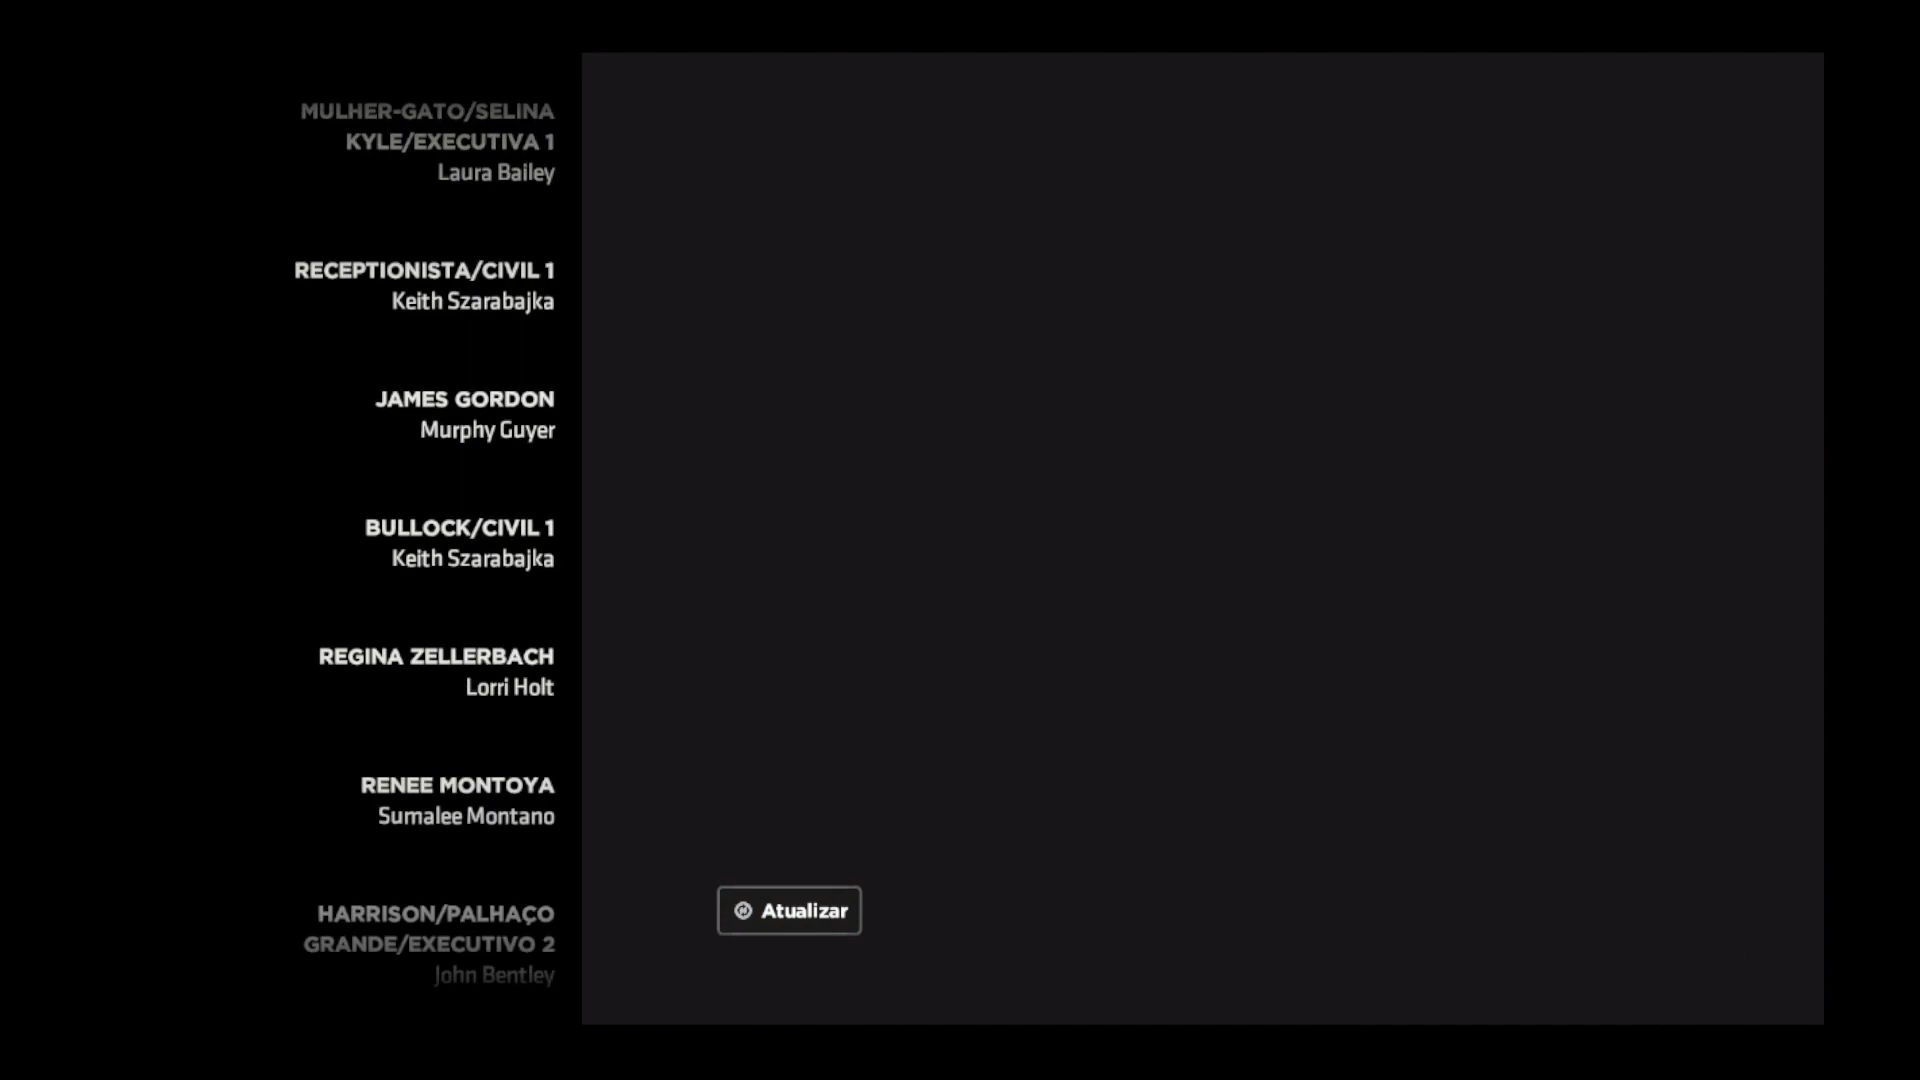 MULHER-GATO/SELINA
KYLE/EXECUTIVA 1
Laura Bailey
RECEPTIONISTA/CIVIL 1
Keith Szarabajka
JAMES GORDON
Murphy Guyer
BULLOCK/CIVIL 1
Keith Szarabajka
REGINA ZELLERBACH
Lorri Holt
RENEE MONTOYA
Sumalee Montano
HARRISON/PALHAÇO
GRANDE/EXECUTIVO 2
John Bentley
Atualizar